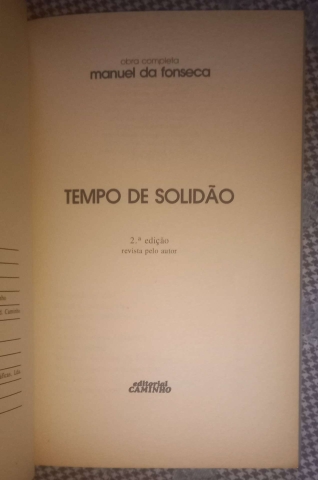 obra completa
manuel da fonseca
TEMPO DE SOLIDÃO
2.ª edição
revista pelo autor
editorial
CAMINHO